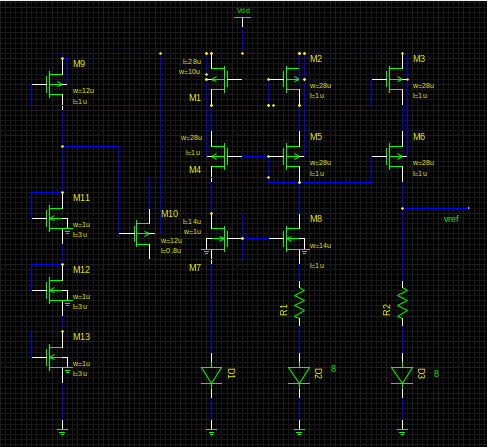 Vdd
M9
w=12u
l=1u
l=28u
w=10u
M1
M2
w=28u
l=1u
M3
w=28u
l=1u
w=28u
l=1u
M4
M5
w=28u
l=1u
M6
w=28u
l=1u
M11
w=1u
l=3u
M10
w=12u
l=0.8u
l=14u
w=1u
M7
M8
w=14u
l=1u
vref
M12
w=1u
l=3u
R1
R2
M13
w=1u
l=3u
D1
D2
8
D3
8